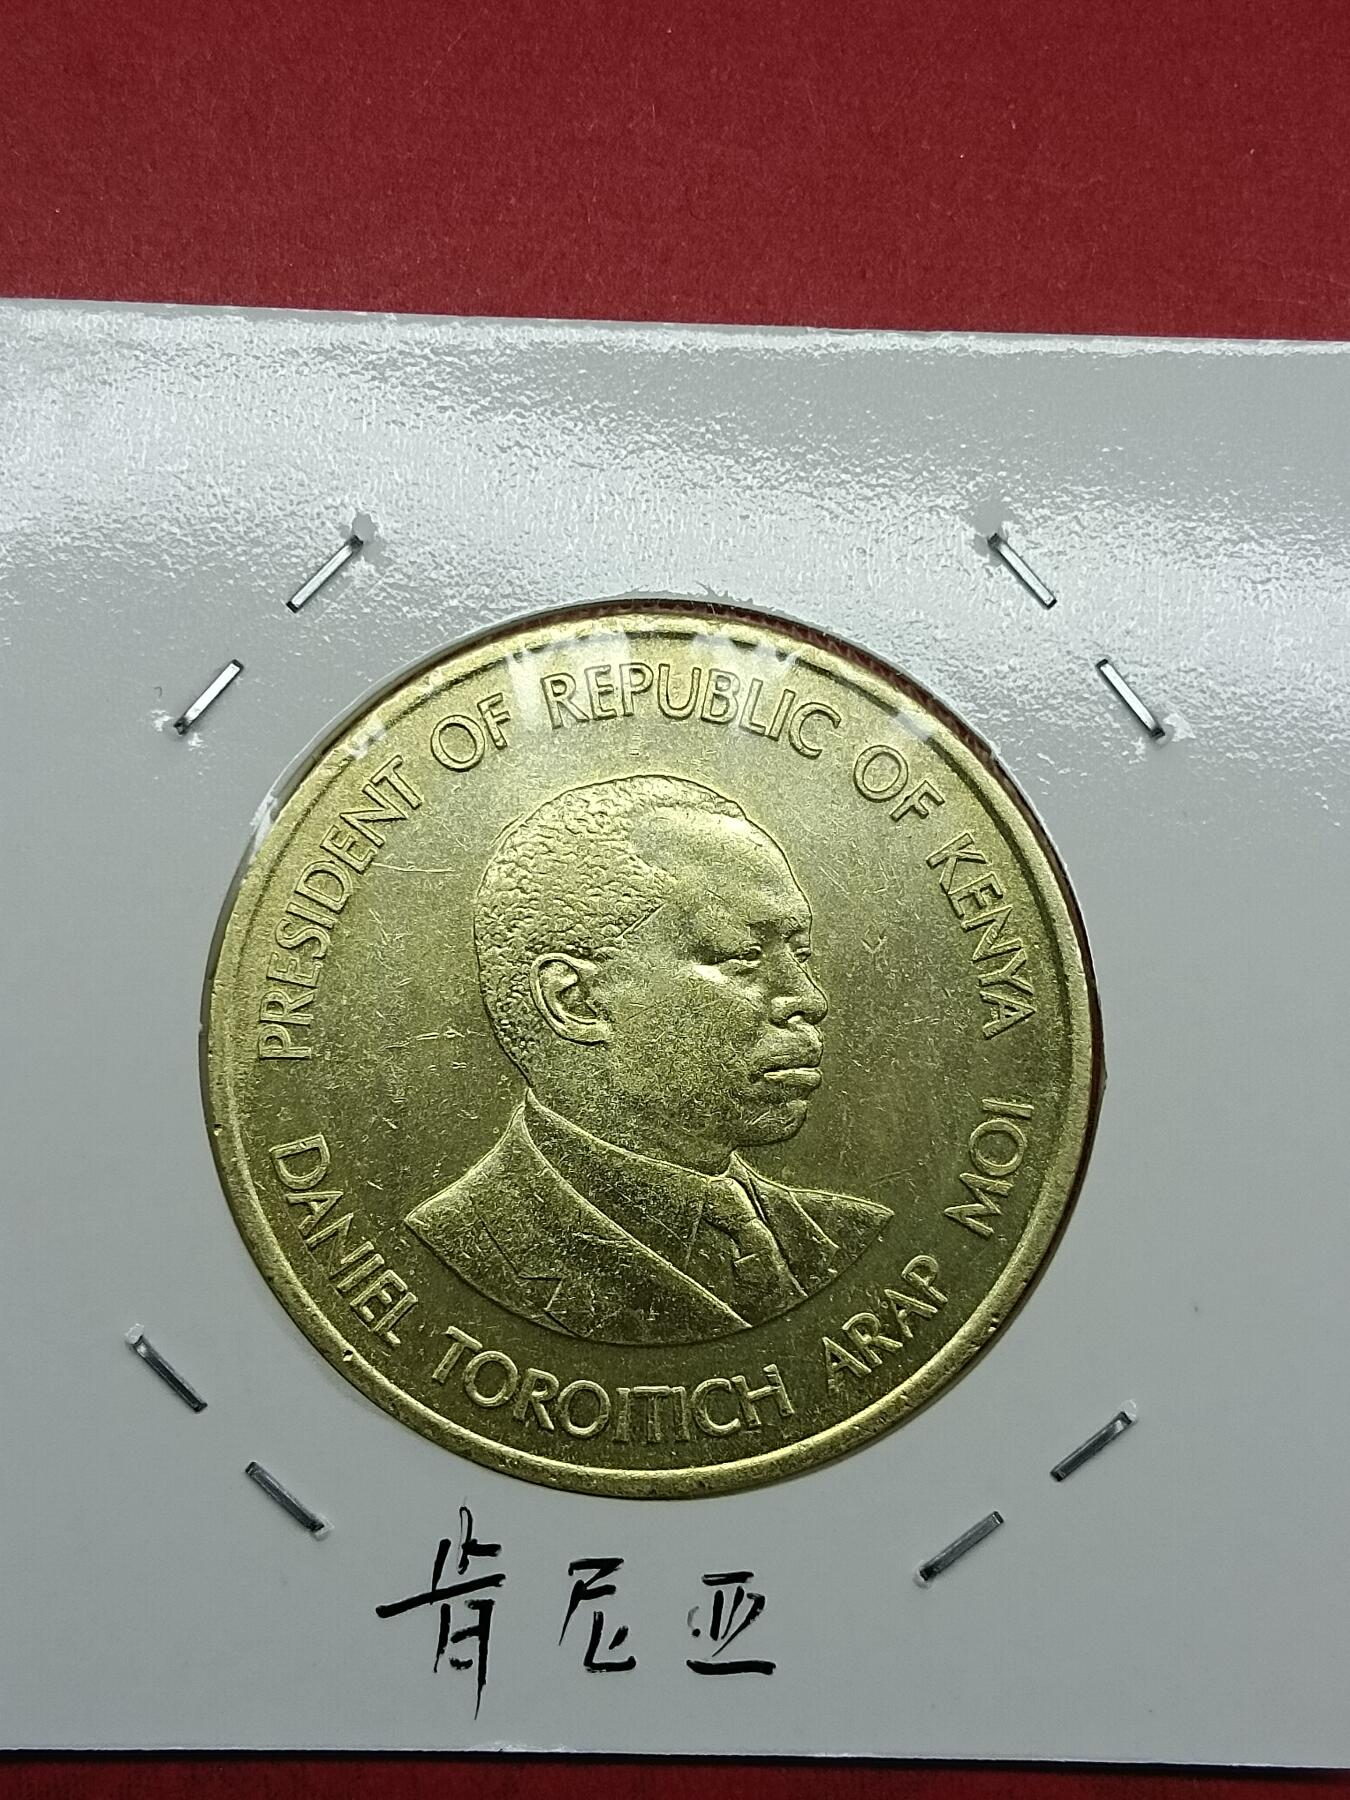 PRESIDENT OF REPUBLIC OF KENYA
DANIEL TOROITICH ARAP MOI
肯尼亚